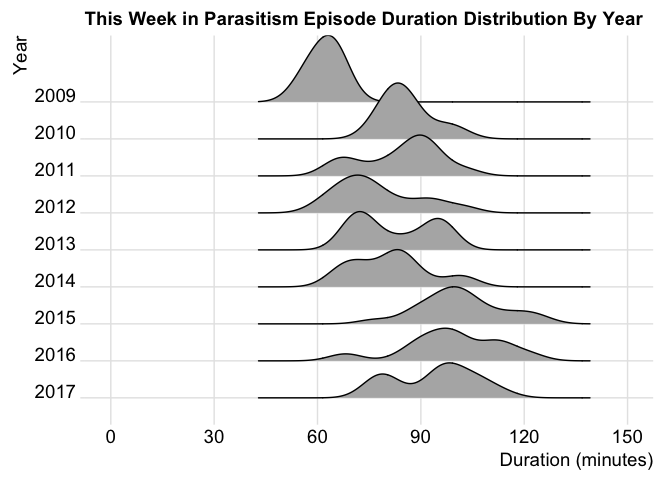 This Week in Parasitism Episode Duration Distribution By Year
Year
2009
2010
2011
2012
2013
2014
2015
2016
2017
0 30 60 90 120 150
Duration (minutes)